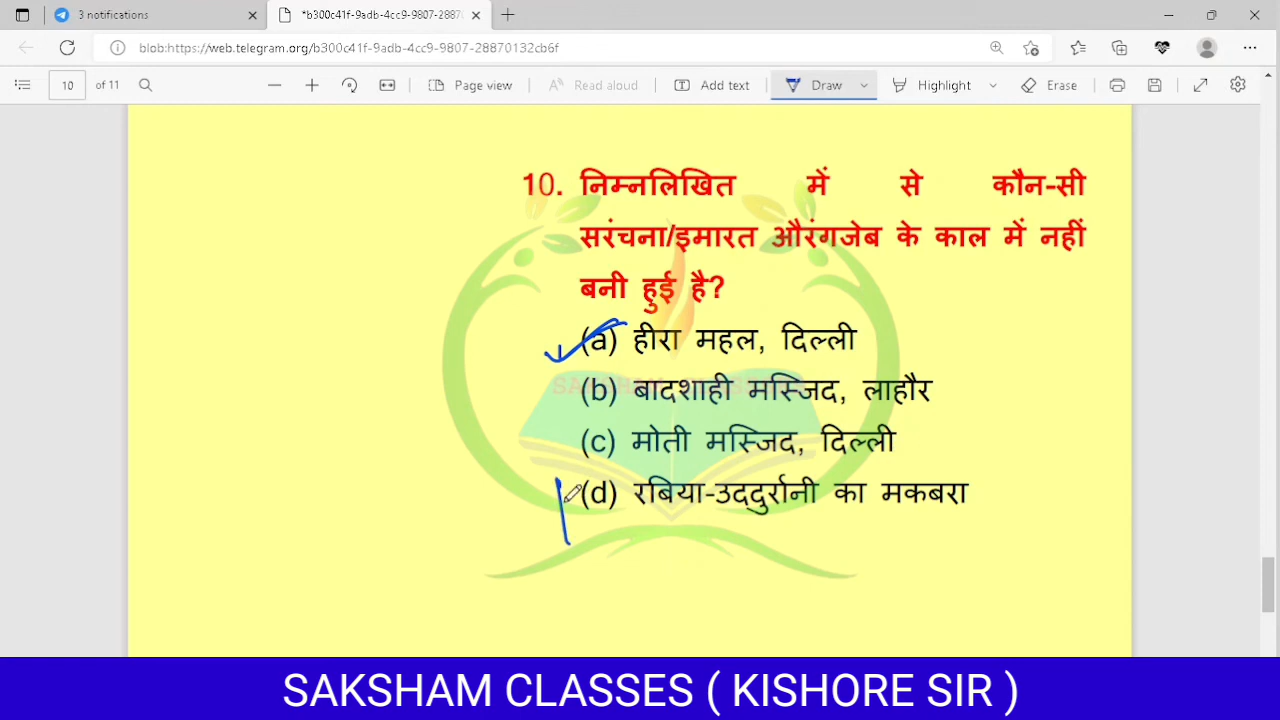 3 notifications
*b300c41f-9adb-4cc9-9807-2887
blob:https://web.telegram.org/b300c41f-9adb-4cc9-9807-28870132cb6f
10 of 11
Page view
Read aloud
Add text
Draw
Highlight
Erase
10. निम्नलिखित में से कौन-सी
सरंचना/इमारत औरंगजेब के काल में नहीं
बनी हुई है?
(a) हीरा महल, दिल्ली
(b) बादशाही मस्जिद, लाहौर
(c) मोती मस्जिद, दिल्ली
(d) रबिया-उद्दुर्रानी का मकबरा
SAKSHAM CLASSES ( KISHORE SIR )